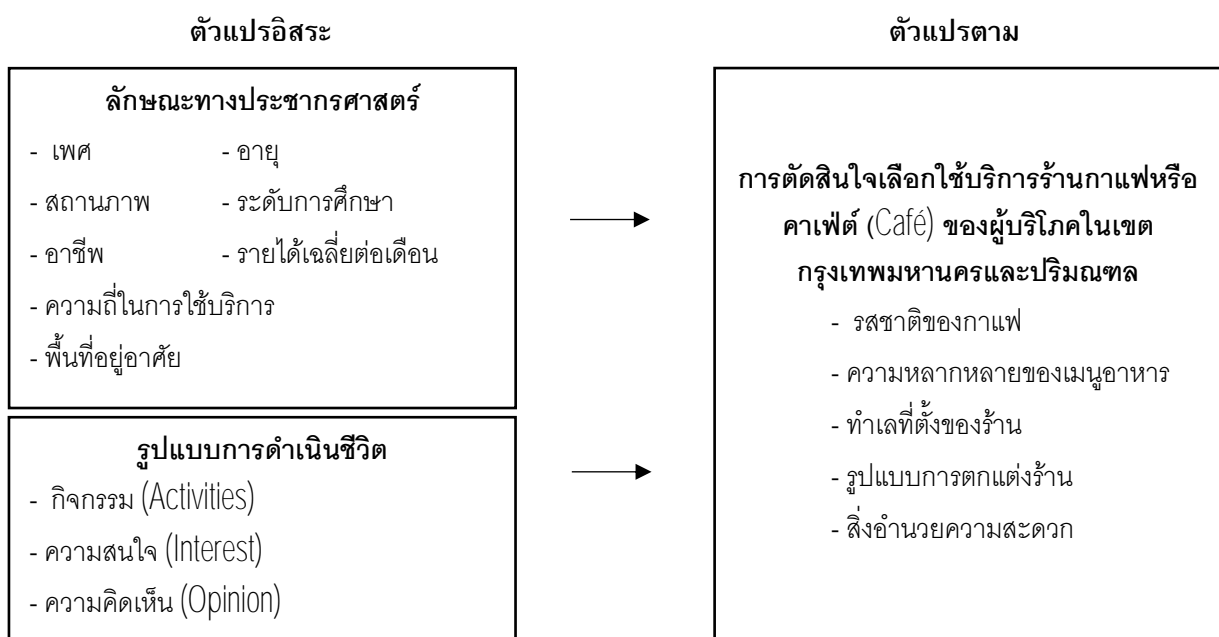 ตัวแปรอิสระ
ตัวแปรตาม
ลักษณะทางประชากรศาสตร์
- เพศ - อายุ
- สถานภาพ - ระดับการศึกษา
- อาชีพ - รายได้เฉลี่ยต่อเดือน
- ความถี่ในการใช้บริการ
- พื้นที่อยู่อาศัย
รูปแบบการดำเนินชีวิต
- กิจกรรม (Activities)
- ความสนใจ (Interest)
- ความคิดเห็น (Opinion)
การตัดสินใจเลือกใช้บริการร้านกาแฟหรือ
คาเฟ่ต์ (Café) ของผู้บริโภคในเขต
กรุงเทพมหานครและปริมณฑล
- รสชาติของกาแฟ
- ความหลากหลายของเมนูอาหาร
- ทำเลที่ตั้งของร้าน
- รูปแบบการตกแต่งร้าน
- สิ่งอำนวยความสะดวก